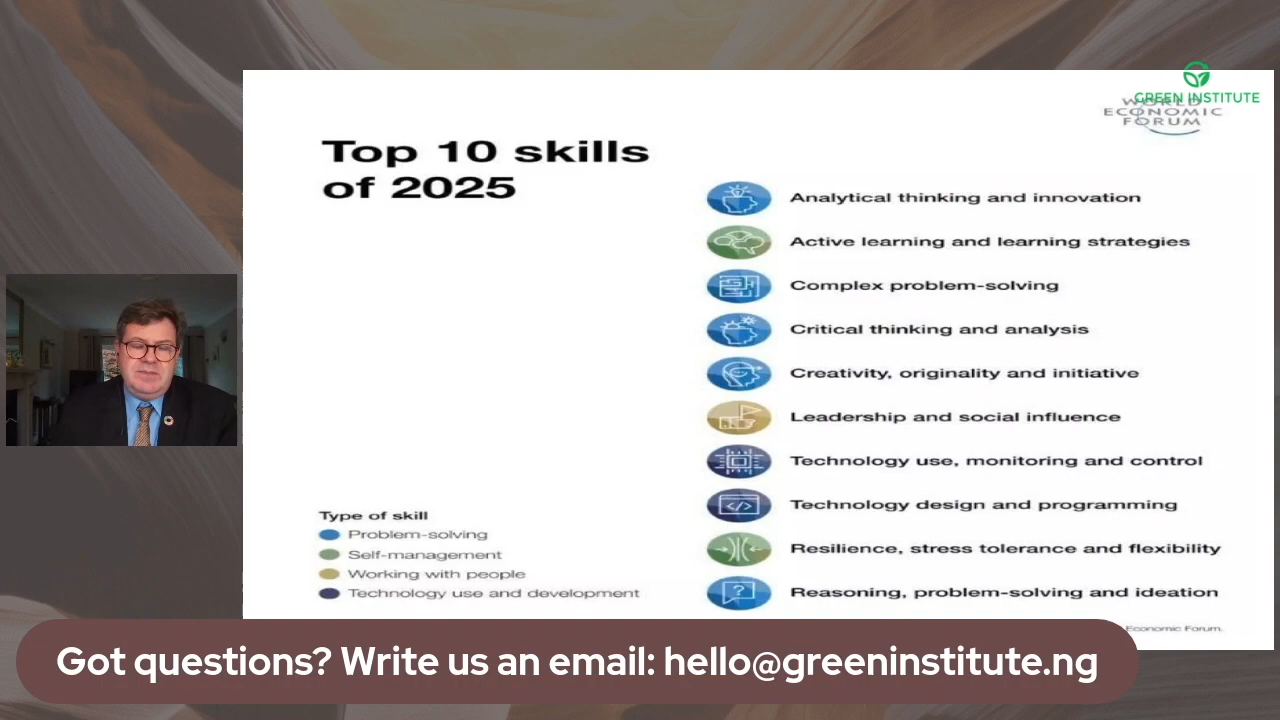 GREEN INSTITUTE
WORLD
ECONOMIC
FORUM
Top 10 skills
of 2025
Analytical thinking and innovation
Active learning and learning strategies
Complex problem-solving
Critical thinking and analysis
Creativity, originality and initiative
Leadership and social influence
Technology use, monitoring and control
Technology design and programming
Resilience, stress tolerance and flexibility
Reasoning, problem-solving and ideation
Type of skill
Problem-solving
Self-management
Working with people
Technology use and development
Economic Forum.
Got questions? Write us an email: hello@greeninstitute.ng